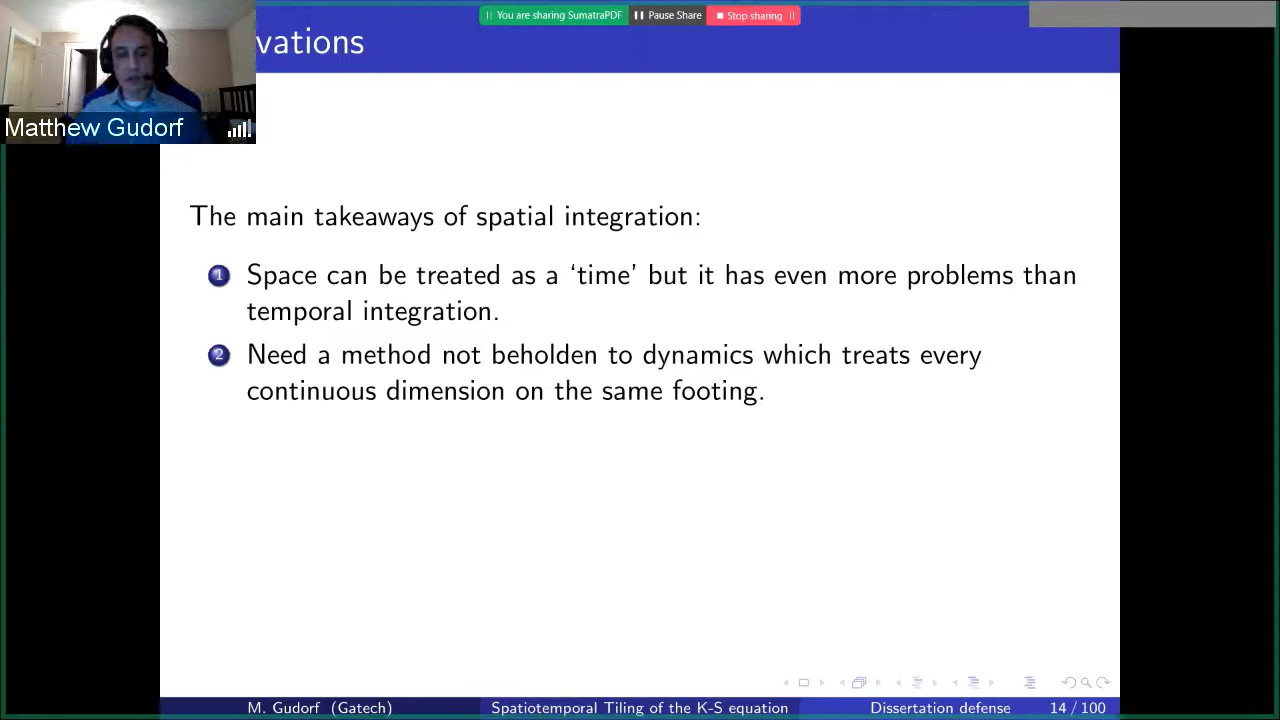 You are sharing SumatraPDF Pause Share Stop sharing
vations
Matthew Gudorf
The main takeaways of spatial integration:
1 Space can be treated as a ‘time’ but it has even more problems than
temporal integration.
2 Need a method not beholden to dynamics which treats every
continuous dimension on the same footing.
M. Gudorf (Gatech) Spatiotemporal Tiling of the K-S equation Dissertation defense 14 / 100